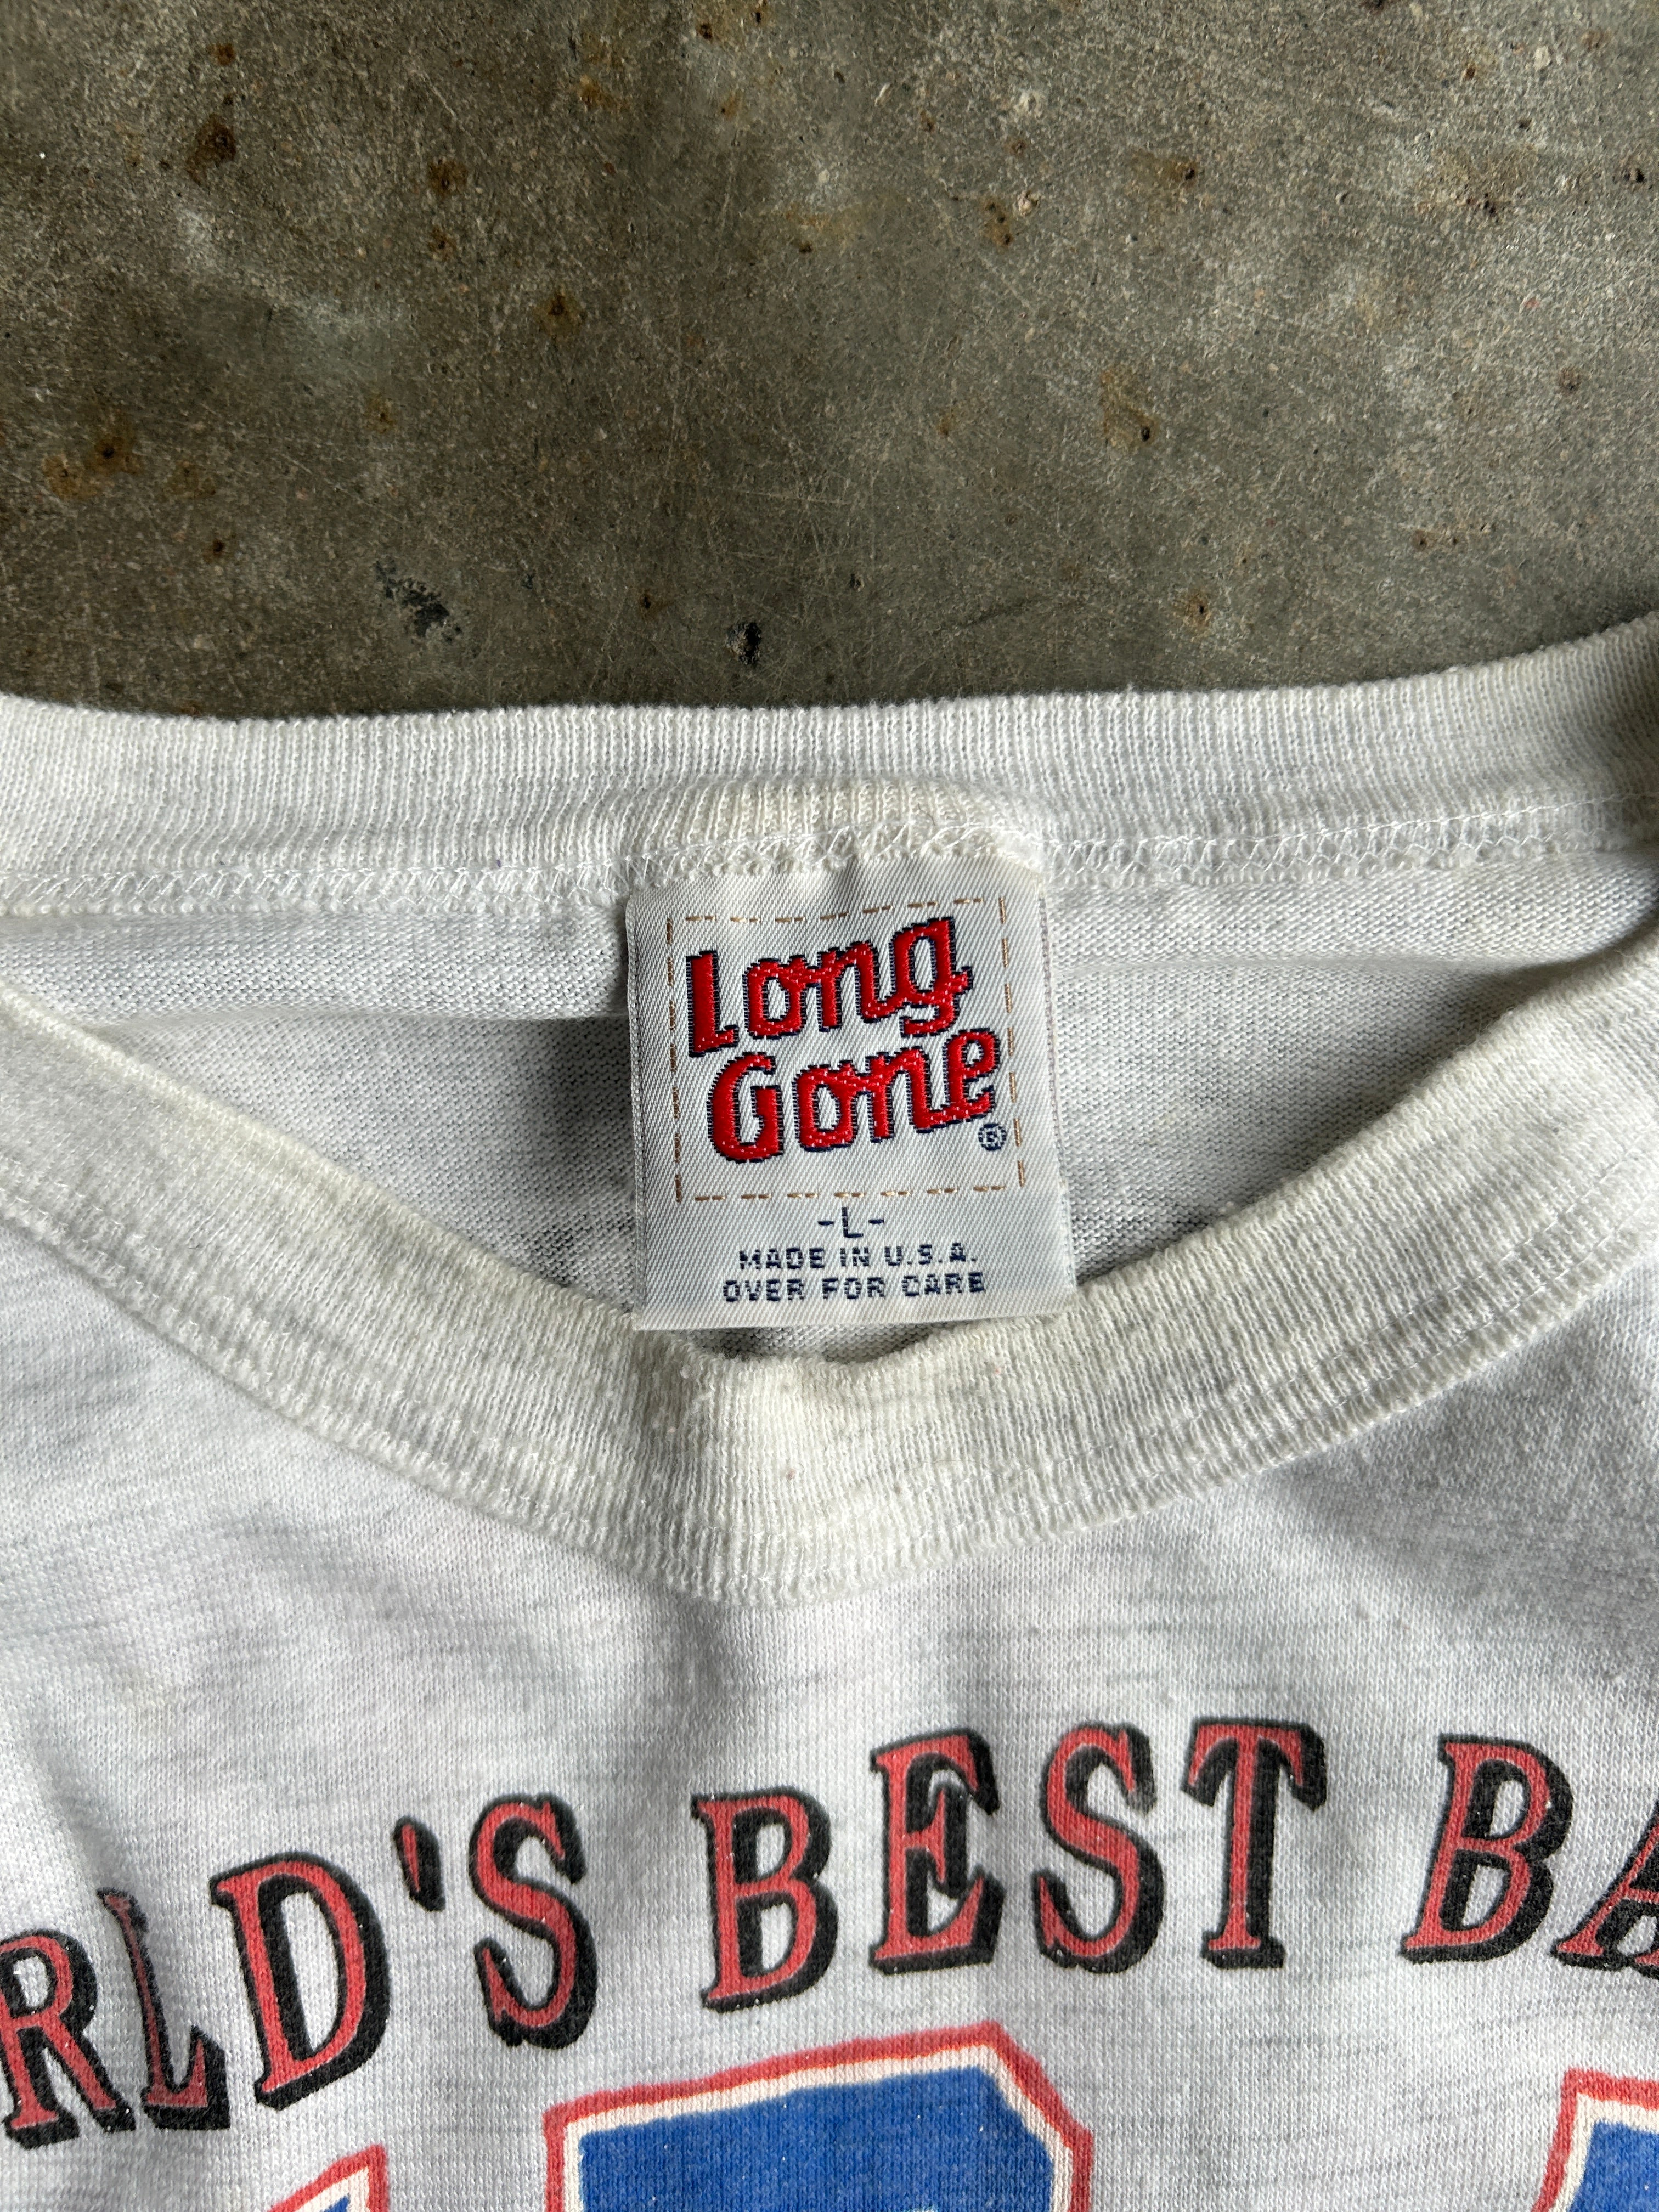 Long
Gone
®
-L-
MADE IN U.S.A.
OVER FOR CARE
RLD'S BEST BA